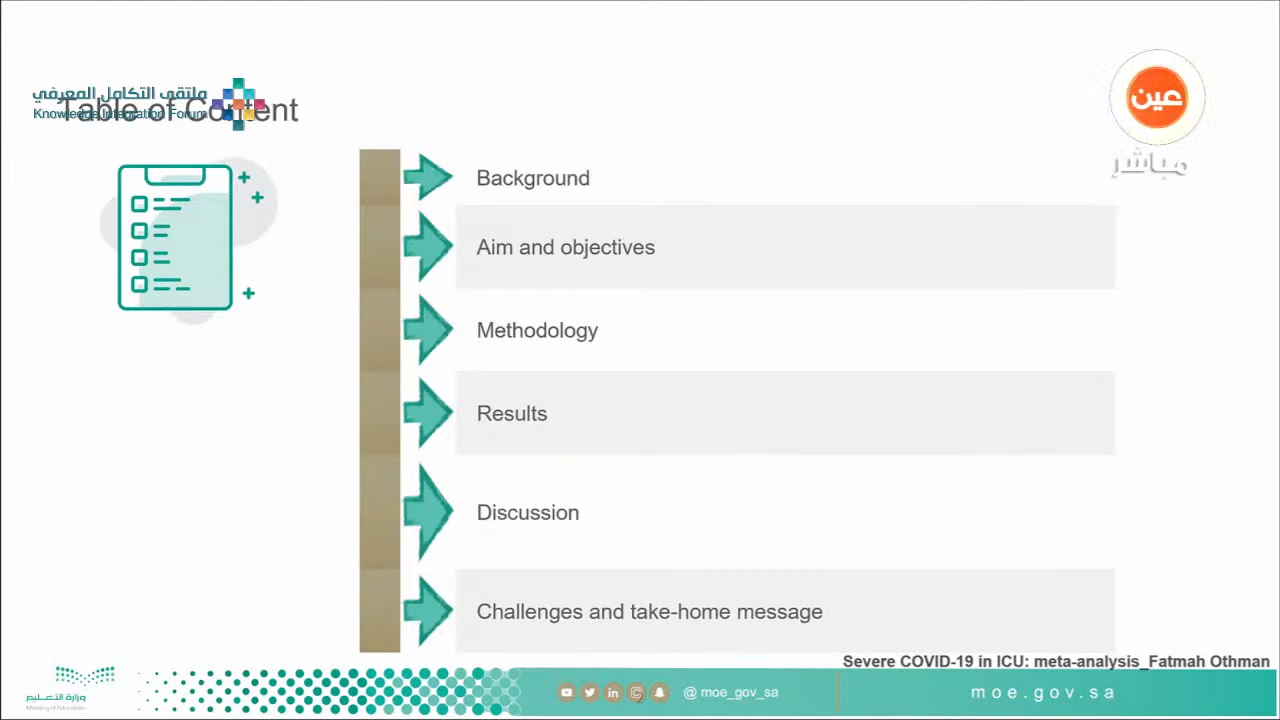 ملتقى التكامل المعرفي
Knowledge Integration Forum
Table of Content
عين
مباشر
Background
Aim and objectives
Methodology
Results
Discussion
Challenges and take-home message
Severe COVID-19 in ICU: meta-analysis_Fatmah Othman
وزارة التعليم
Ministry of Education
@moe_gov_sa
moe.gov.sa